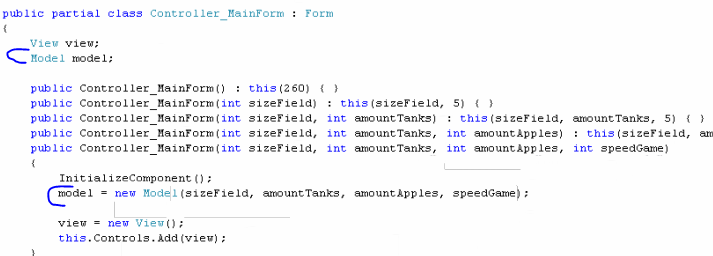 public partial class Controller_MainForm : Form
{
View view;
Model model;
public Controller_MainForm() : this(260) { }
public Controller_MainForm(int sizeField) : this(sizeField, 5) { }
public Controller_MainForm(int sizeField, int amountTanks) : this(sizeField, amountTanks, 5) { }
public Controller_MainForm(int sizeField, int amountTanks, int amountApples) : this(sizeField, am
public Controller_MainForm(int sizeField, int amountTanks, int amountApples, int speedGame)
{
InitializeComponent();
model = new Model(sizeField, amountTanks, amountApples, speedGame);
view = new View();
this.Controls.Add(view);
}